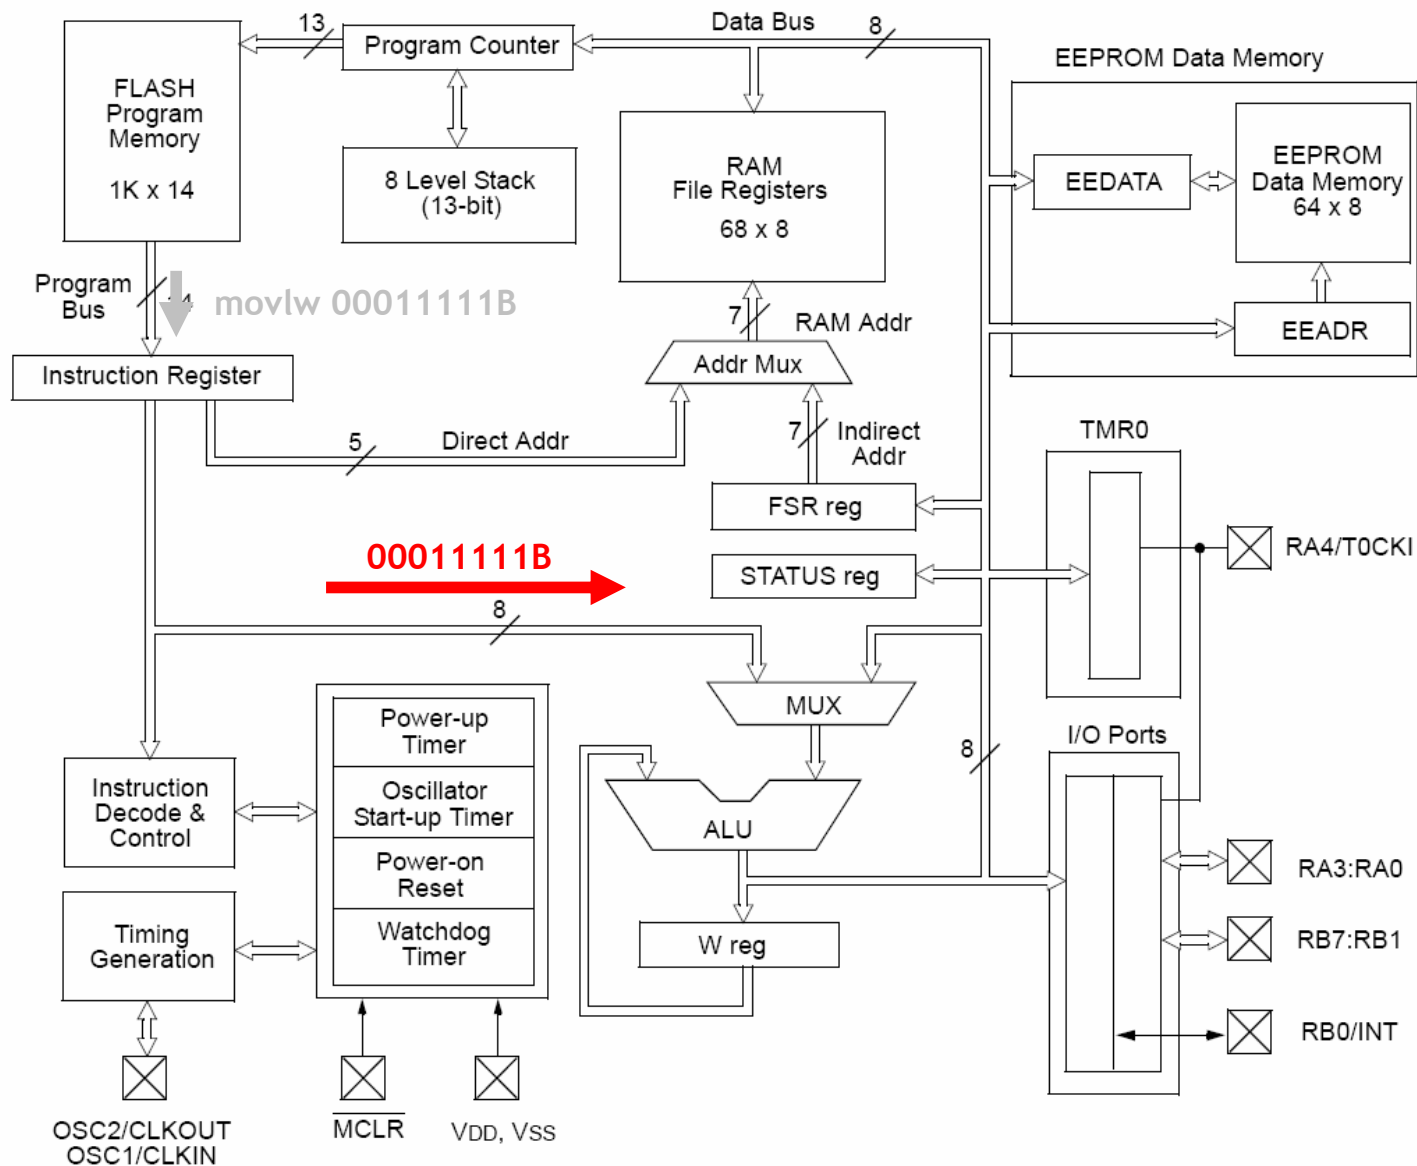 13
Program Counter
Data Bus
8
EEPROM Data Memory
FLASH
Program
Memory
1K x 14
8 Level Stack
(13-bit)
RAM
File Registers
68 x 8
EEDATA
EEPROM
Data Memory
64 x 8
EEADR
Program
Bus
movlw 00011111B
7
RAM Addr
Instruction Register
Addr Mux
5
Direct Addr
7
Indirect
Addr
FSR reg
STATUS reg
TMR0
RA4/T0CKI
00011111B
8
MUX
Power-up
Timer
Oscillator
Start-up Timer
Power-on
Reset
Watchdog
Timer
Instruction
Decode &
Control
Timing
Generation
ALU
W reg
8
I/O Ports
RA3:RA0
RB7:RB1
RB0/INT
OSC2/CLKOUT
OSC1/CLKIN
MCLR
VDD, VSS